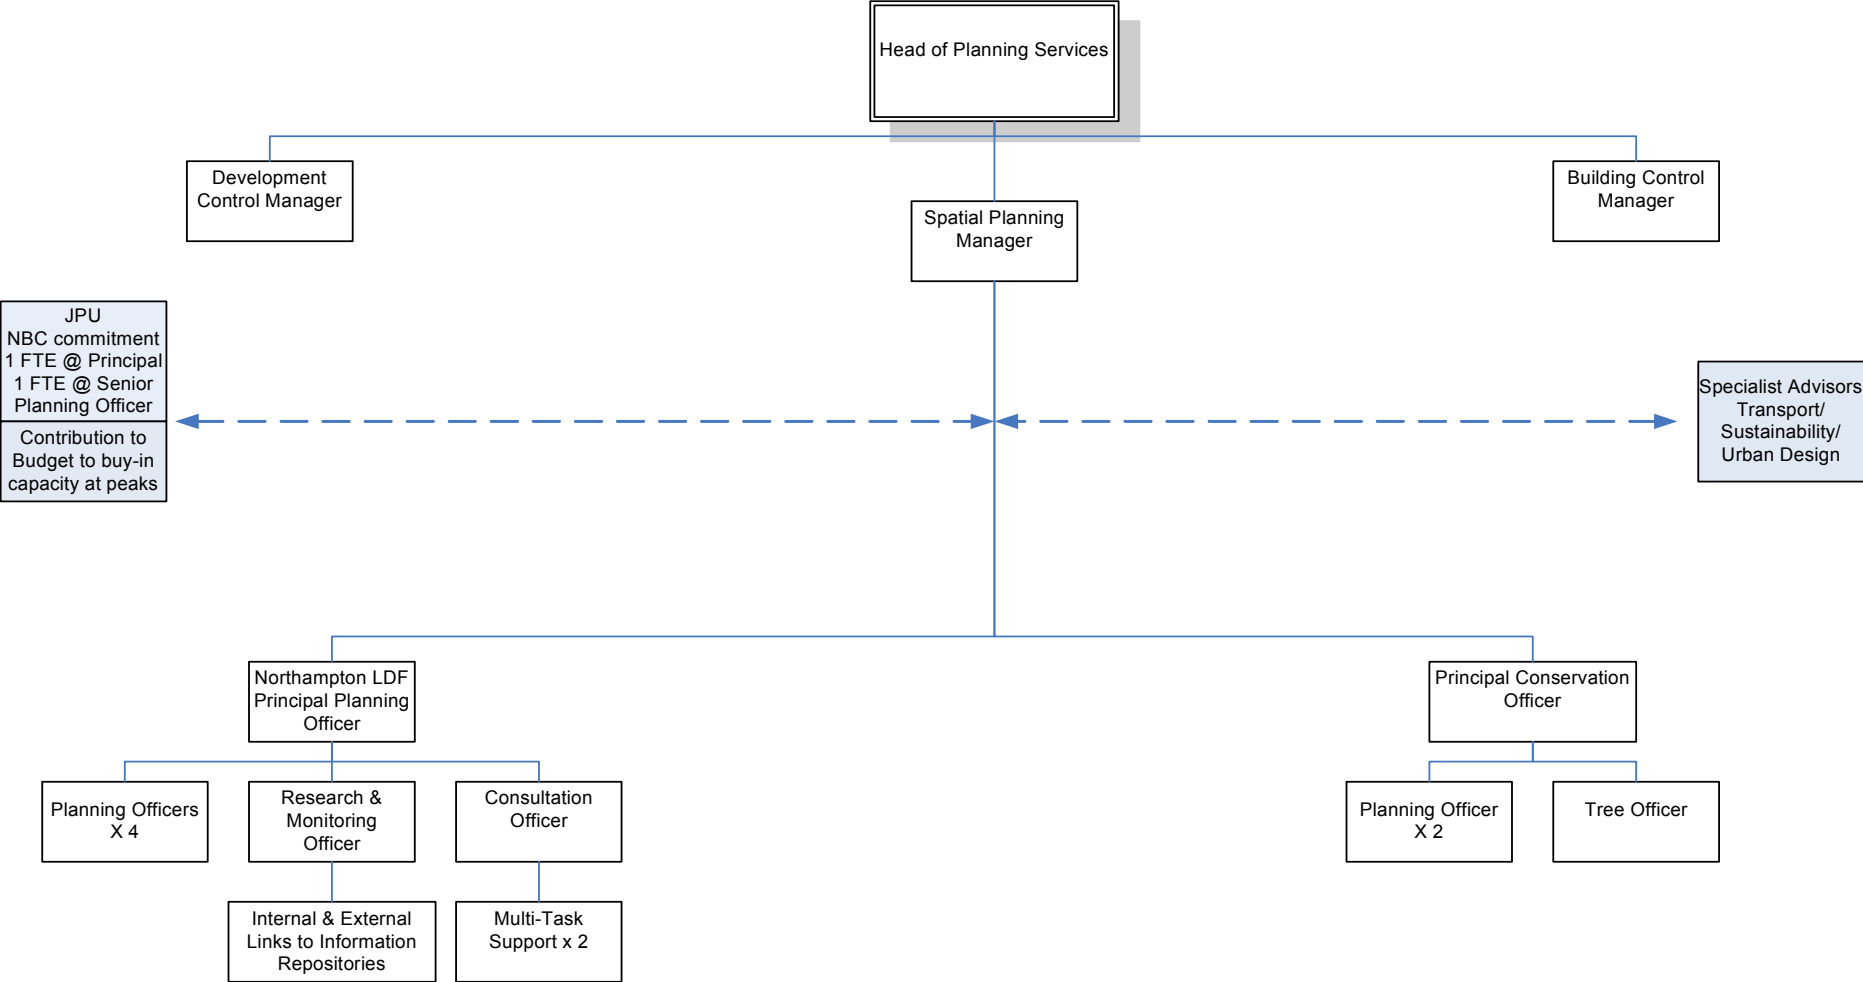 Head of Planning Services
Development
Control Manager
Building Control
Manager
Spatial Planning
Manager
JPU
NBC commitment
1 FTE @ Principal
1 FTE @ Senior
Planning Officer
Contribution to
Budget to buy-in
capacity at peaks
Specialist Advisors
Transport/
Sustainability/
Urban Design
Northampton LDF
Principal Planning
Officer
Principal Conservation
Officer
Planning Officers
X 4
Research &
Monitoring
Officer
Consultation
Officer
Planning Officer
X 2
Tree Officer
Internal & External
Links to Information
Repositories
Multi-Task
Support x 2